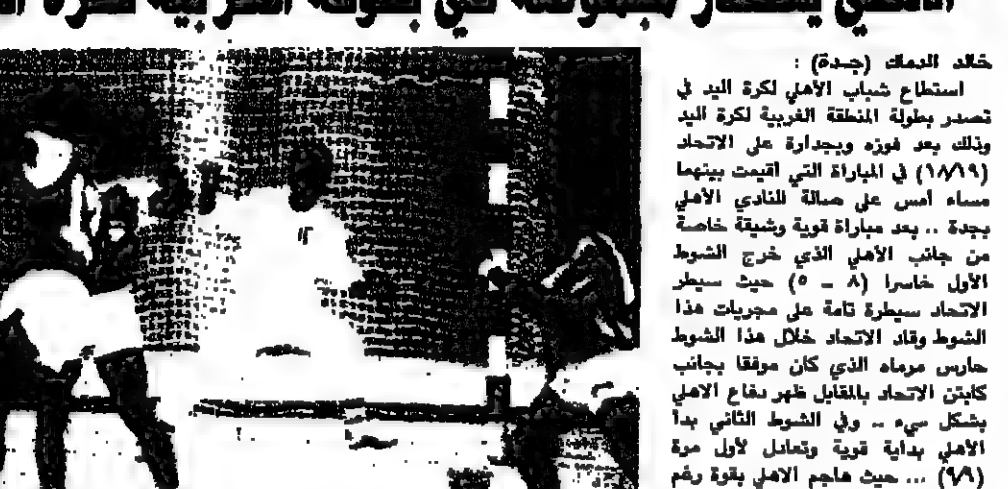 خالد الدماك (جدة) :
استطاع شباب الأهلي لكرة اليد في
تصدر بطولة المنطقة الغربية لكرة اليد
وذلك بعد فوزه وبجدارة على الاتحاد
(١٨/١٩) في المباراة التي اقيمت بينهما
مساء أمس على صالة للنادي الأهلي
بجدة .. بعد مباراة قوية وشيقة خاصة
من جانب الأهلي الذي خرج الشوط
الأول خاسرا (٨ - ٥) حيث سيطر
الاتحاد سيطرة تامة على مجريات هذا
الشوط وقاد الاتحاد خلال هذا الشوط
حارس مرماه الذي كان موفقا بجانب
كابتن الاتحاد بالمقابل ظهر دفاع الاهلي
بشكل سيء .. وفي الشوط الثاني بدأ
الأهلي بداية قوية وتعادل لأول مرة
(٩/٩) ... حيث هاجم الاهلي بقوة رغم